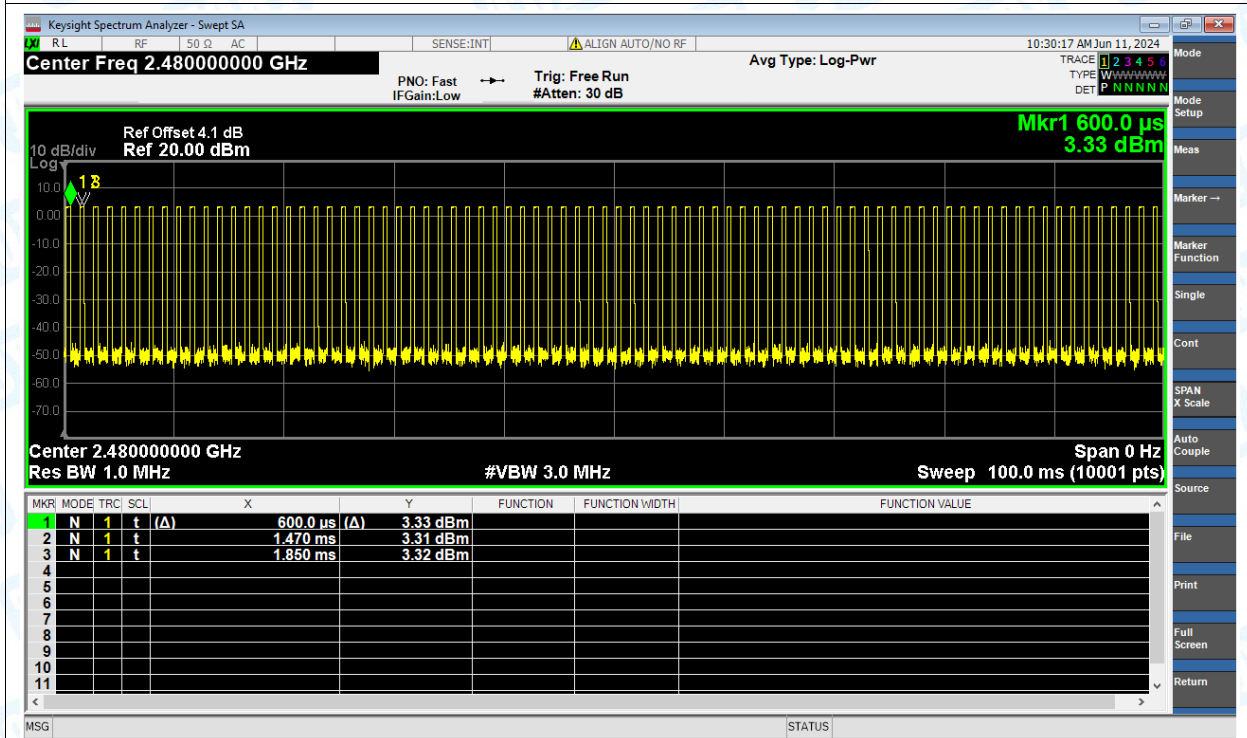 Keysight Spectrum Analyzer - Swept SA
LXI RL RF 50 Ω AC SENSE:INT ALIGN AUTO/NO RF 10:30:17 AM Jun 11, 2024
Center Freq 2.480000000 GHz
PNO: Fast
IFGain:Low
Trig: Free Run
#Atten: 30 dB
Avg Type: Log-Pwr
TRACE 1 2 3 4 5 6
TYPE W W W W W W
DET P N N N N N
Mkr1 600.0 µs
3.33 dBm
Ref Offset 4.1 dB
10 dB/div Ref 20.00 dBm
Log
10.0
0.00
-10.0
-20.0
-30.0
-40.0
-50.0
-60.0
-70.0
1 3
Center 2.480000000 GHz Span 0 Hz
Res BW 1.0 MHz #VBW 3.0 MHz Sweep 100.0 ms (10001 pts)
MKR MODE TRC SCL X Y FUNCTION FUNCTION WIDTH FUNCTION VALUE
1 N 1 t (Δ) 600.0 µs (Δ) 3.33 dBm
2 N 1 t 1.470 ms 3.31 dBm
3 N 1 t 1.850 ms 3.32 dBm
4
5
6
7
8
9
10
11
MSG STATUS
Mode
Mode
Setup
Meas
Marker →
Marker
Function
Single
Cont
SPAN
X Scale
Auto
Couple
Source
File
Print
Full
Screen
Return